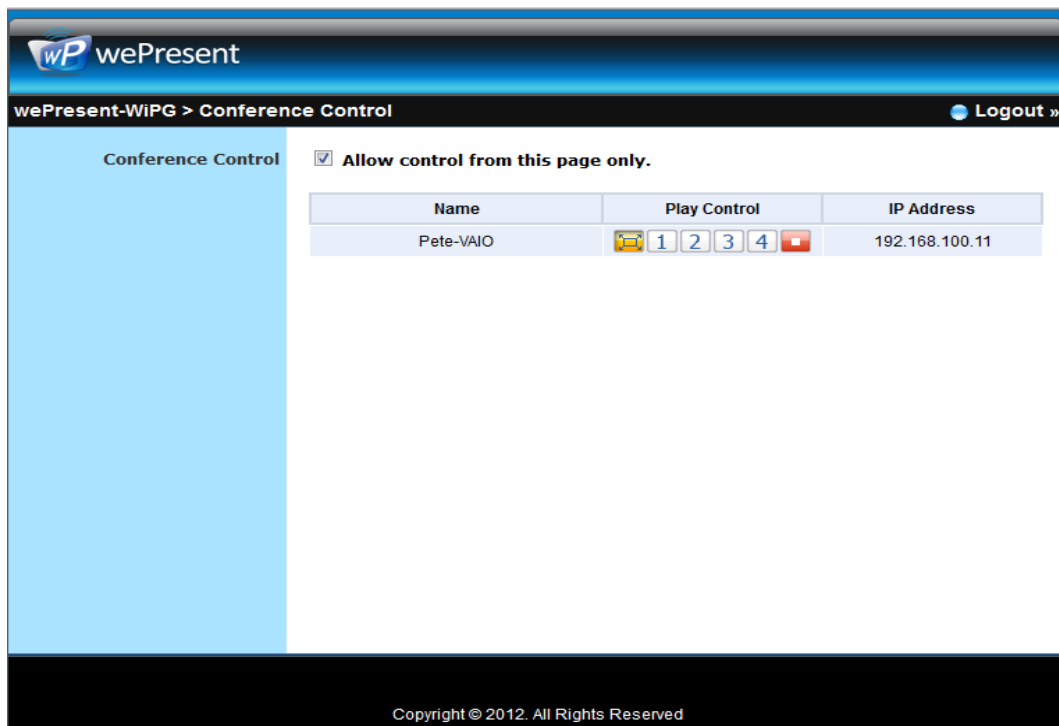 wP wePresent
wePresent-WiPG > Conference Control
Logout »
Conference Control
Allow control from this page only.
Name Play Control IP Address
Pete-VAIO 1 2 3 4 192.168.100.11
Copyright © 2012. All Rights Reserved